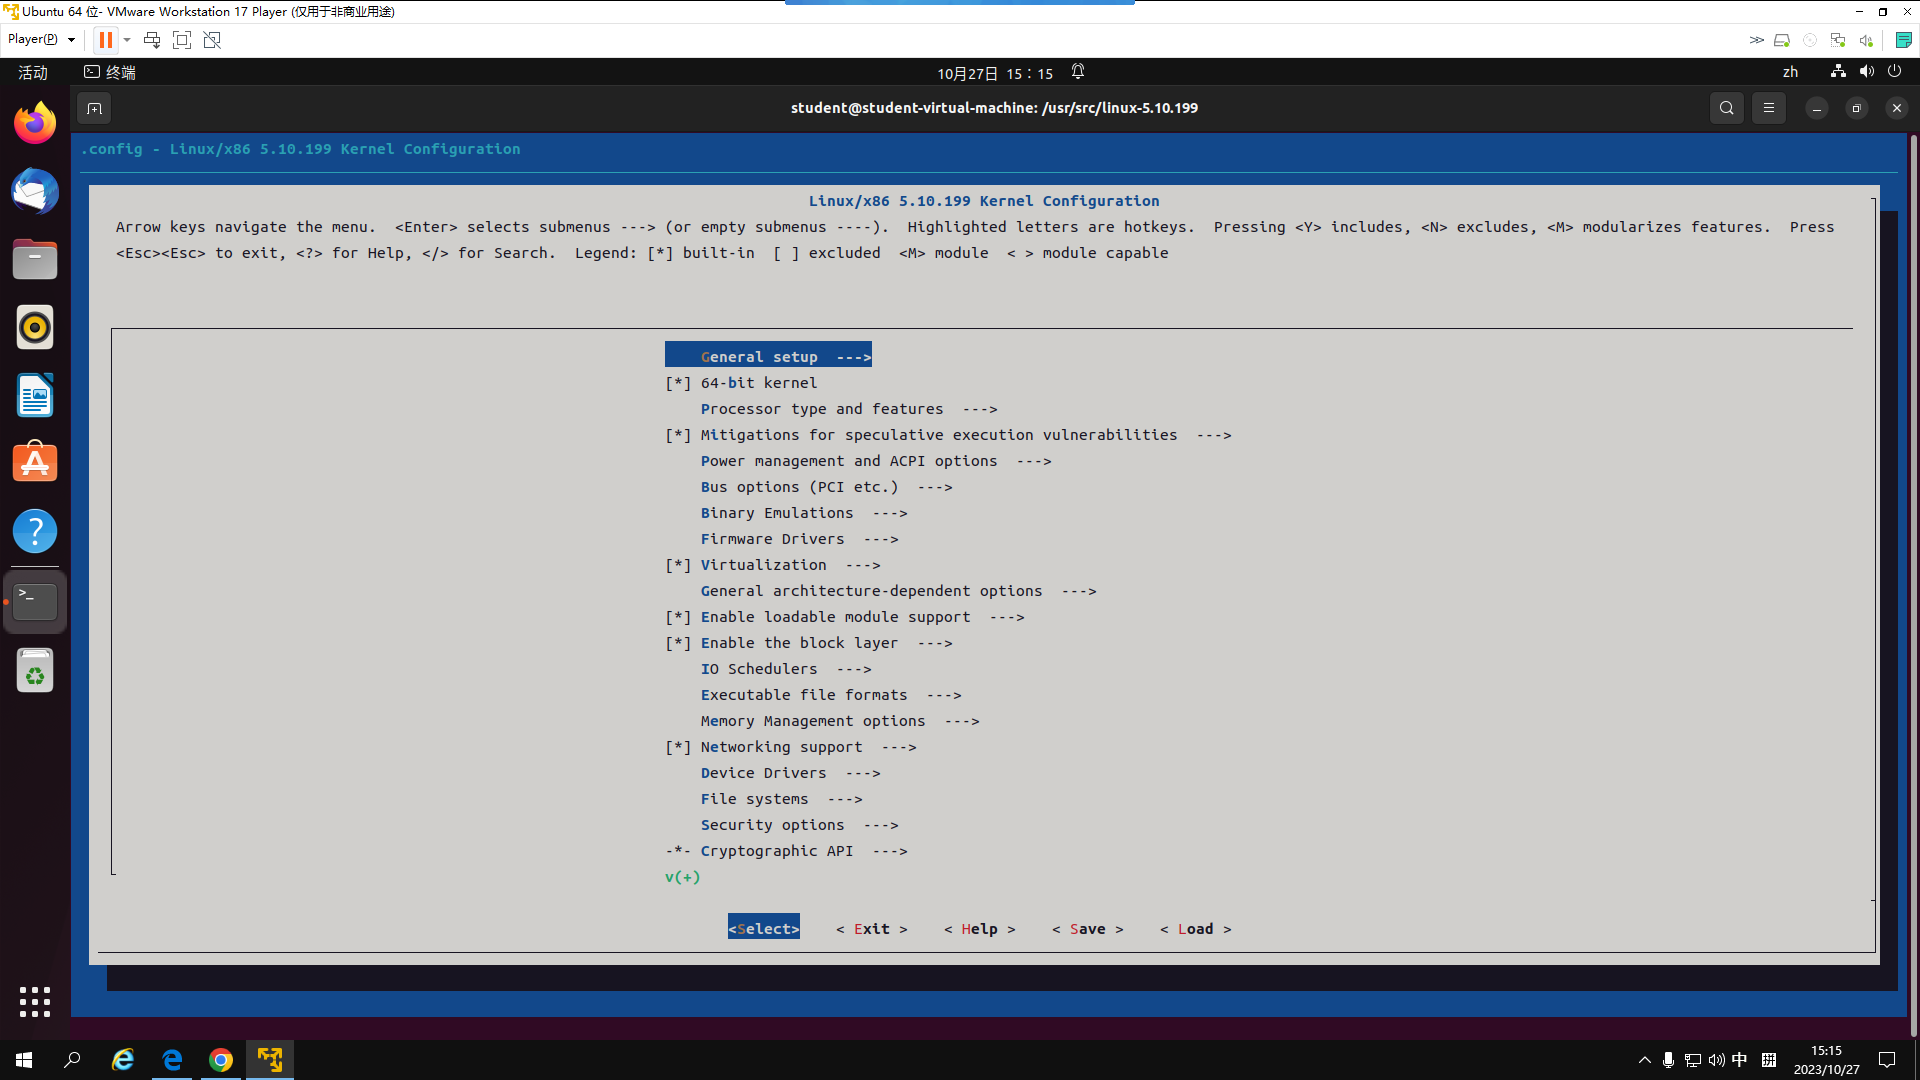 Ubuntu 64 位- VMware Workstation 17 Player (仅用于非商业用途)
Player(P)
活动 终端 10月27日 15：15 zh
student@student-virtual-machine: /usr/src/linux-5.10.199
.config - Linux/x86 5.10.199 Kernel Configuration
Linux/x86 5.10.199 Kernel Configuration
Arrow keys navigate the menu.  <Enter> selects submenus ---> (or empty submenus ----).  Highlighted letters are hotkeys.  Pressing <Y> includes, <N> excludes, <M> modularizes features.  Press
<Esc><Esc> to exit, <?> for Help, </> for Search.  Legend: [*] built-in  [ ] excluded  <M> module  < > module capable
General setup  --->
[*] 64-bit kernel
Processor type and features  --->
[*] Mitigations for speculative execution vulnerabilities  --->
Power management and ACPI options  --->
Bus options (PCI etc.)  --->
Binary Emulations  --->
Firmware Drivers  --->
[*] Virtualization  --->
General architecture-dependent options  --->
[*] Enable loadable module support  --->
[*] Enable the block layer  --->
IO Schedulers  --->
Executable file formats  --->
Memory Management options  --->
[*] Networking support  --->
Device Drivers  --->
File systems  --->
Security options  --->
-*- Cryptographic API  --->
v(+)
<Select>    < Exit >    < Help >    < Save >    < Load >
中 15:15
2023/10/27